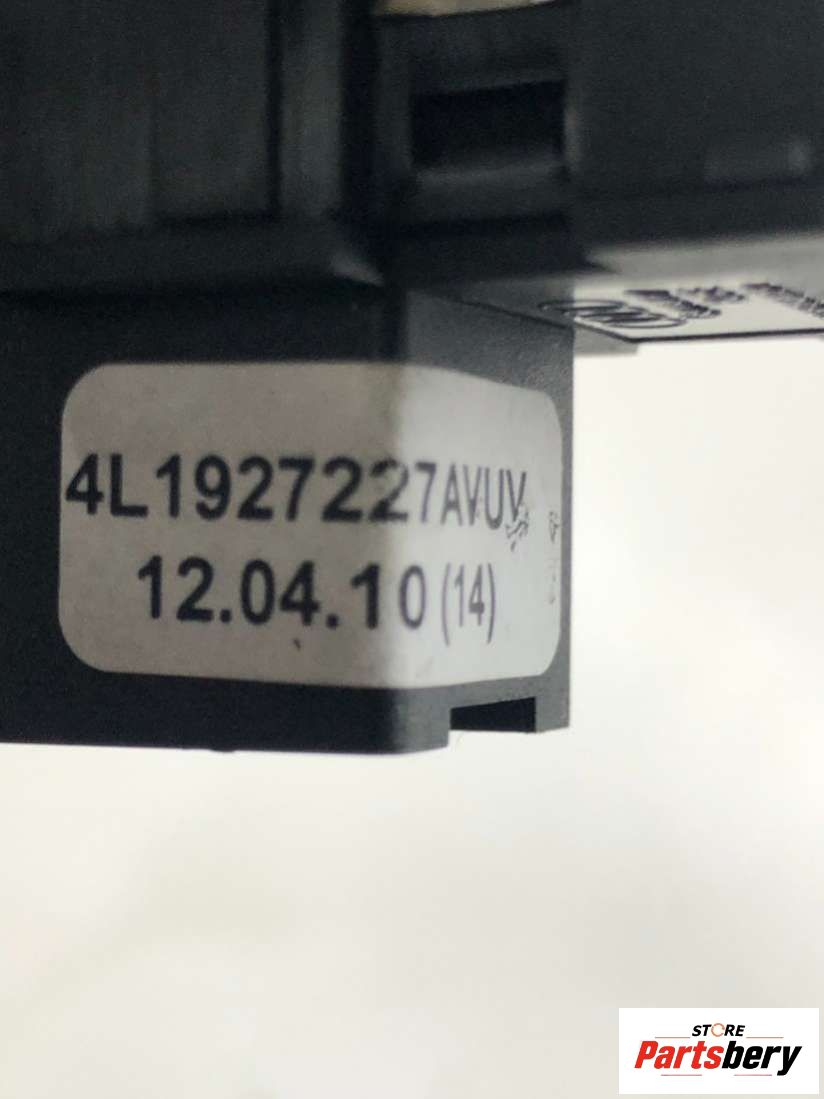 4L1927227AVUV
12.04.10(14)
STORE
Partsbery